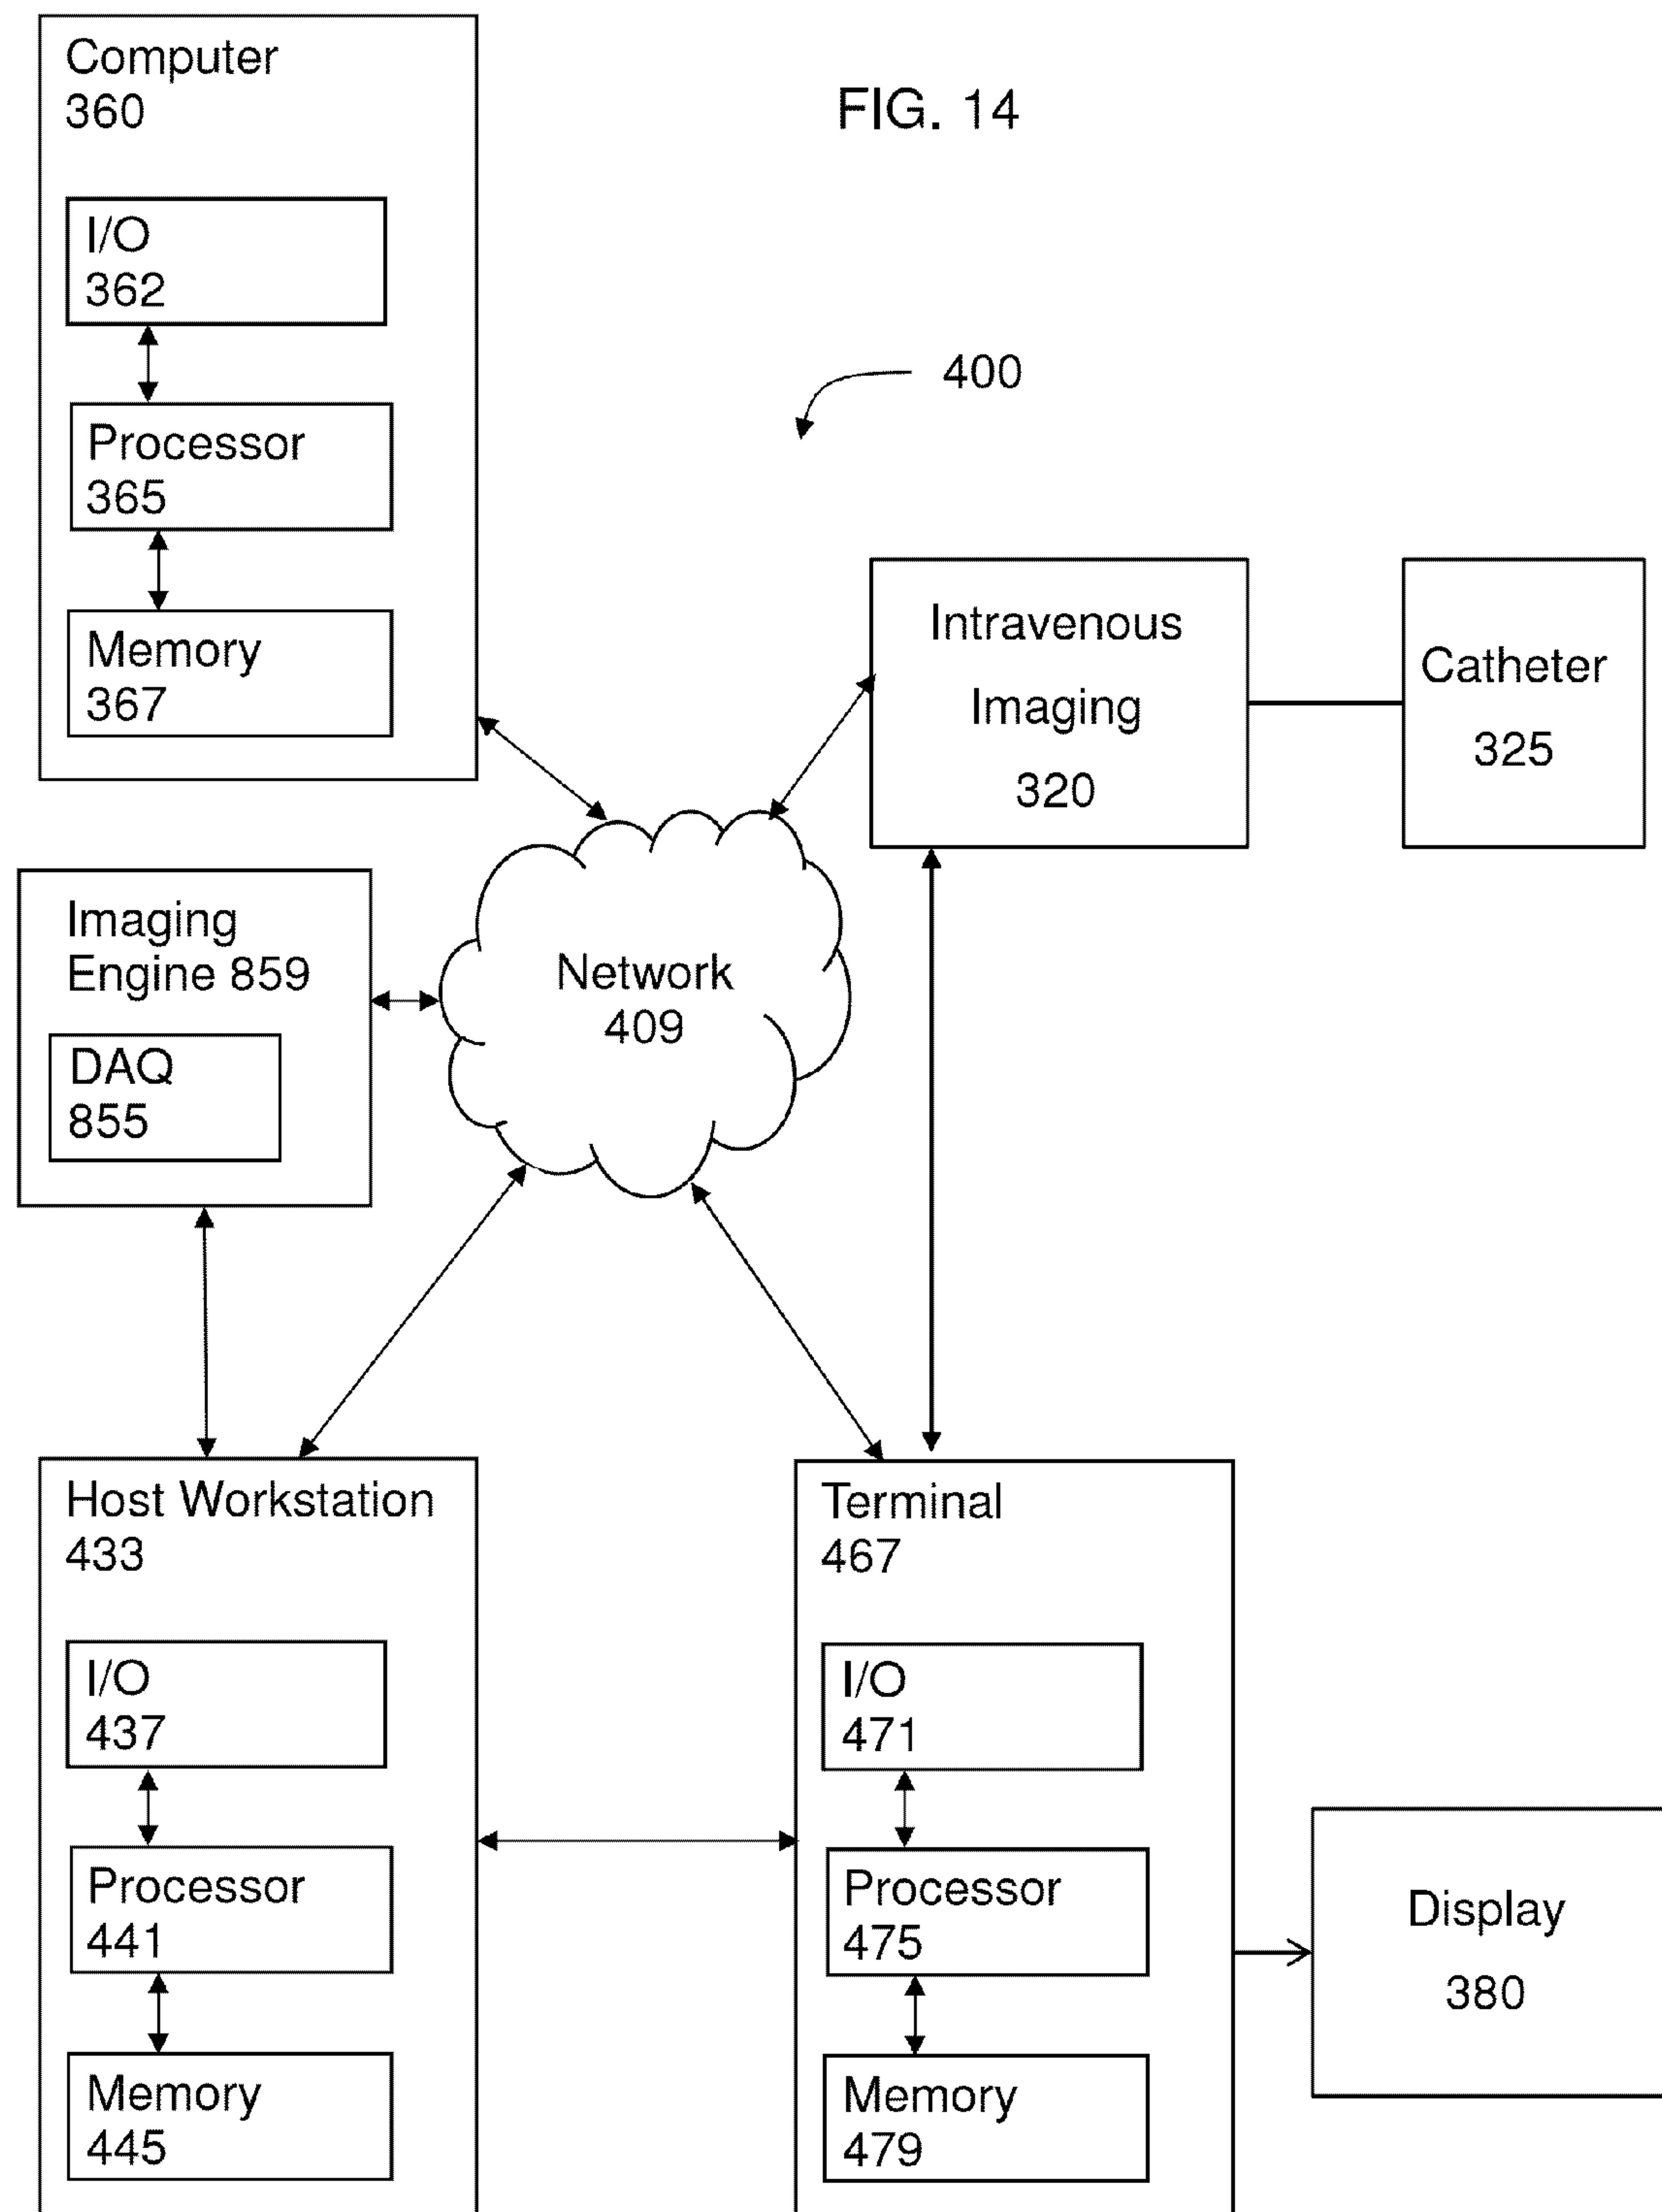 Computer
360
FIG. 14
I/O
362
400
Processor
365
Memory
367
Intravenous
Imaging
320
Catheter
325
Imaging
Engine 859
DAQ
855
Network
409
Host Workstation
433
Terminal
467
I/O
437
I/O
471
Processor
441
Processor
475
Display
380
Memory
445
Memory
479